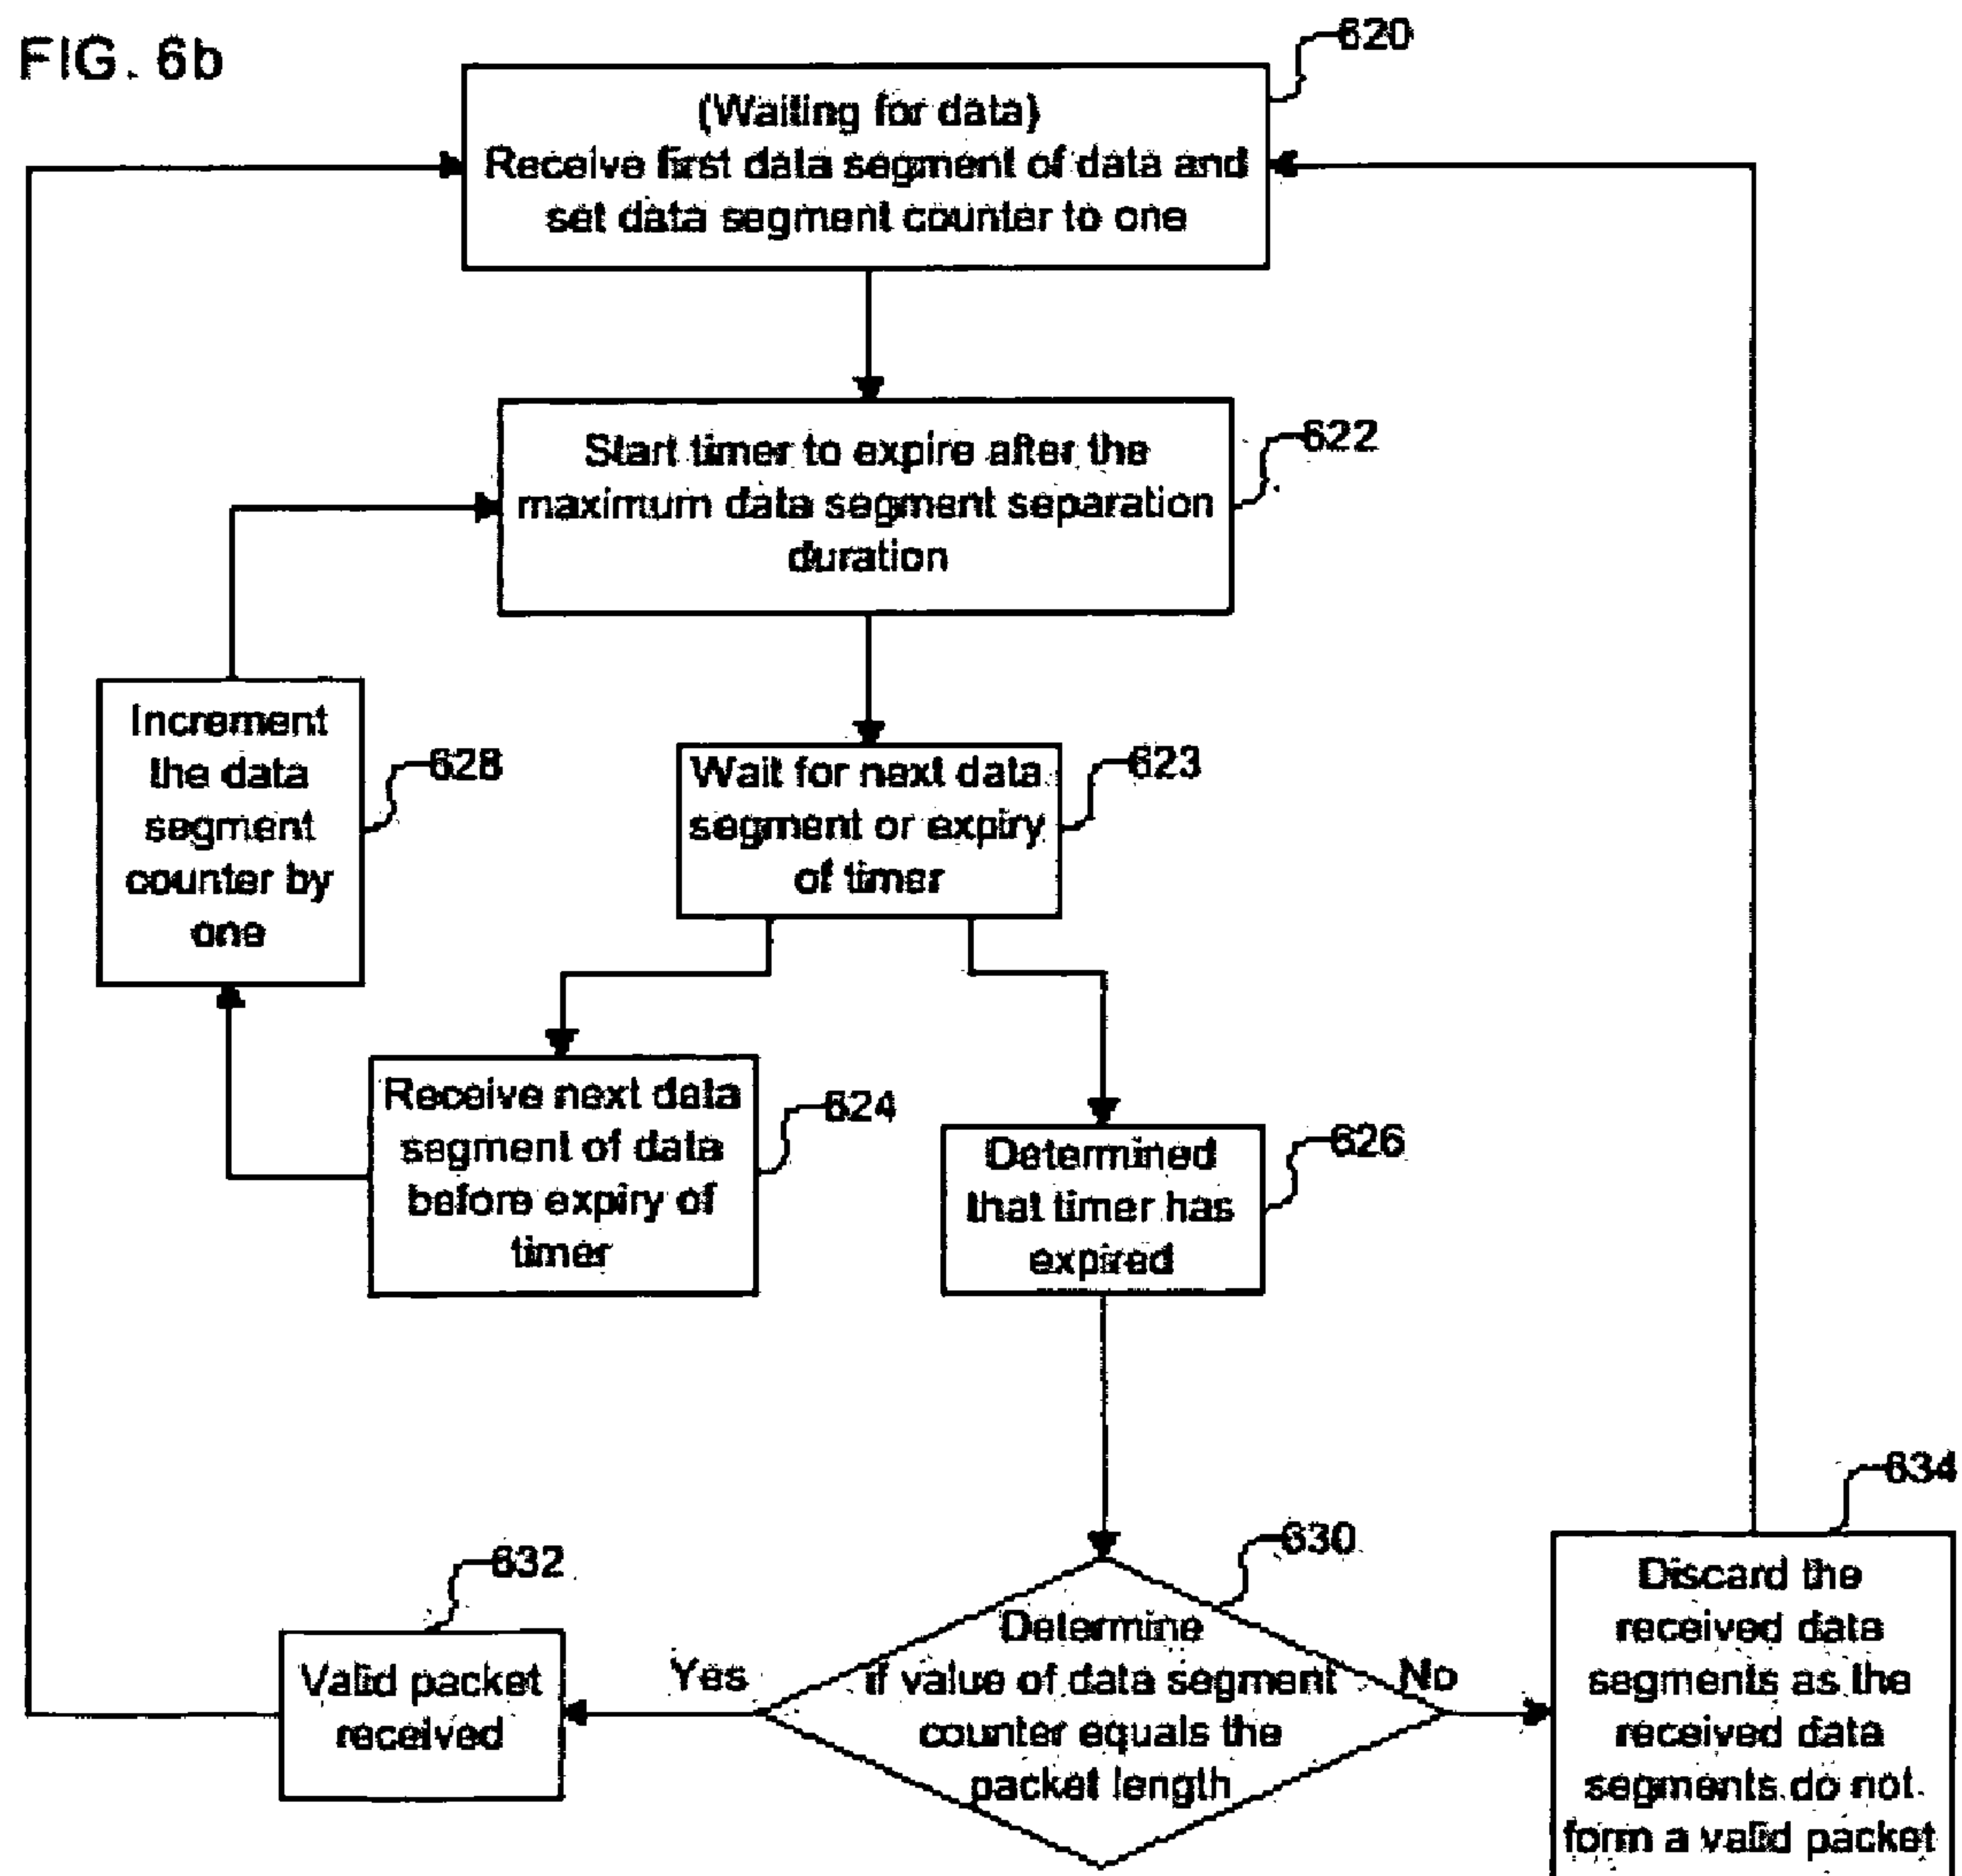 FIG. 6b
620
(Waiting for data)
Receive first data segment of data and
set data segment counter to one
622
Start timer to expire after the
maximum data segment separation
duration
Increment
the data
segment
counter by
one
628
623
Wait for next data
segment or expiry
of timer
624
Receive next data
segment of data
before expiry of
timer
626
Determined
that timer has
expired
634
632
630
Valid packet
received
Yes
Determine
if value of data segment
counter equals the
packet length
No
Discard the
received data
segments as the
received data
segments do not
form a valid packet